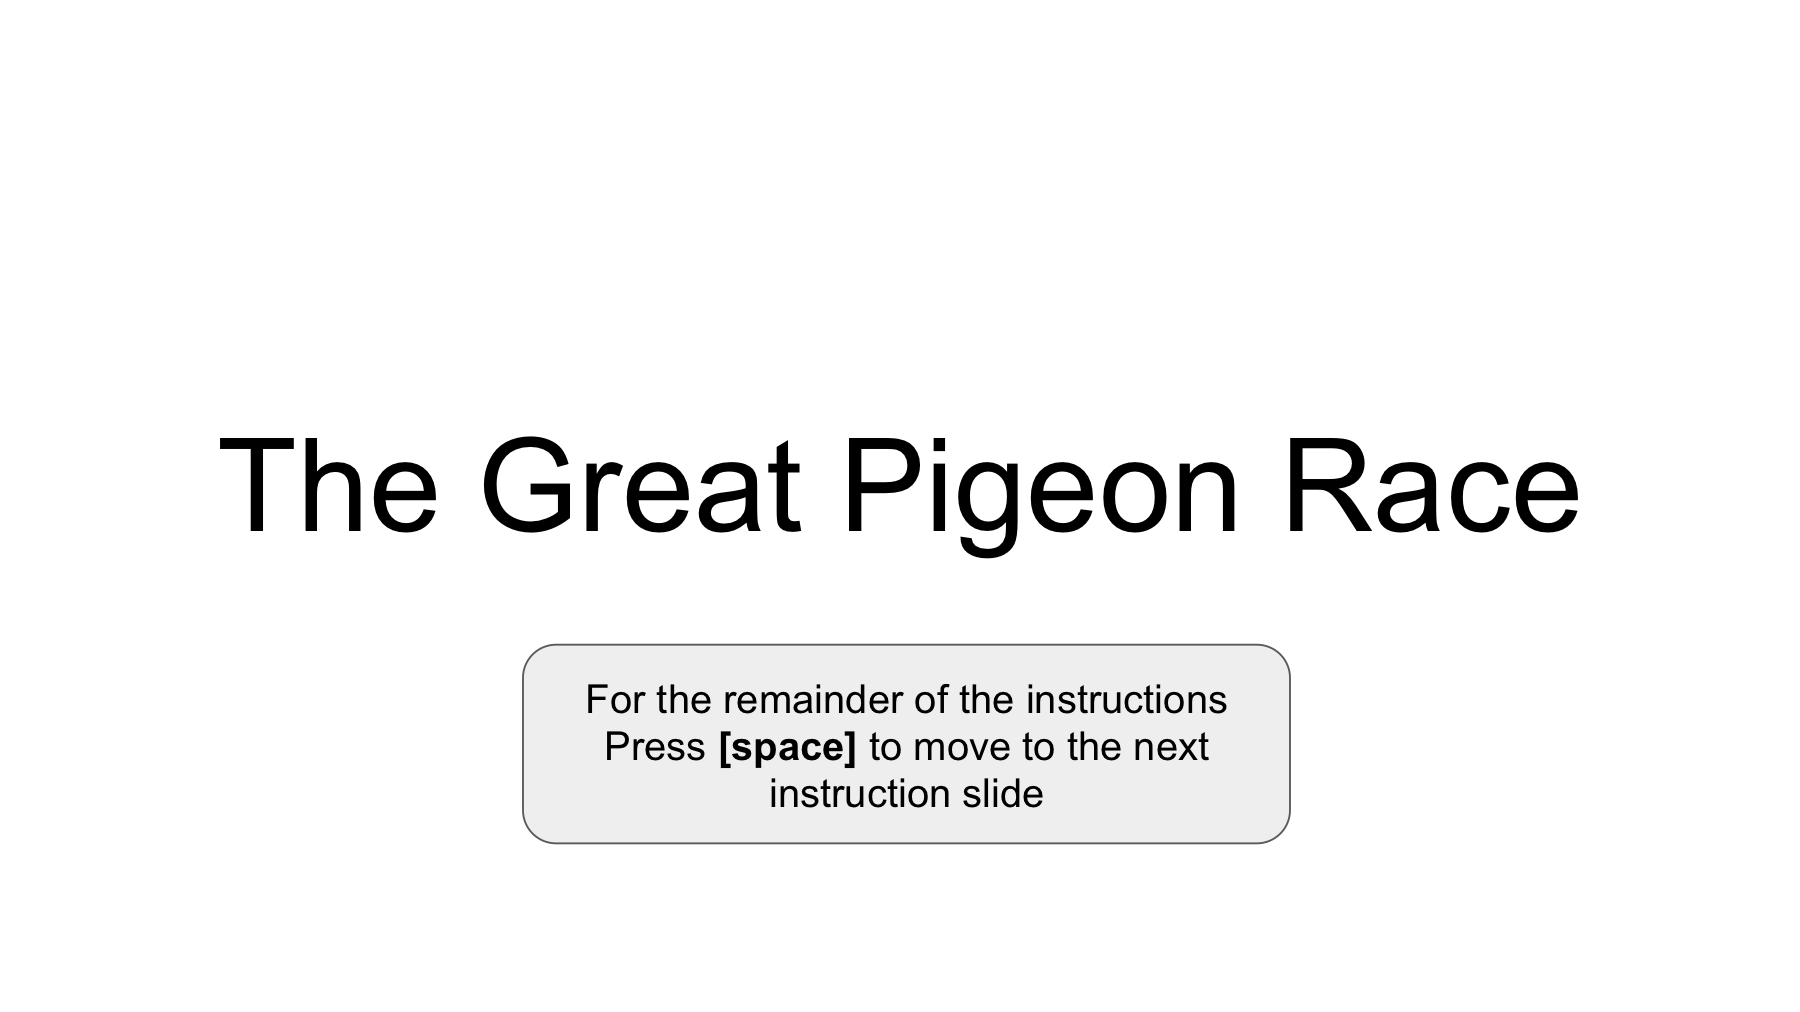 The Great Pigeon Race
For the remainder of the instructions
Press [space] to move to the next
instruction slide